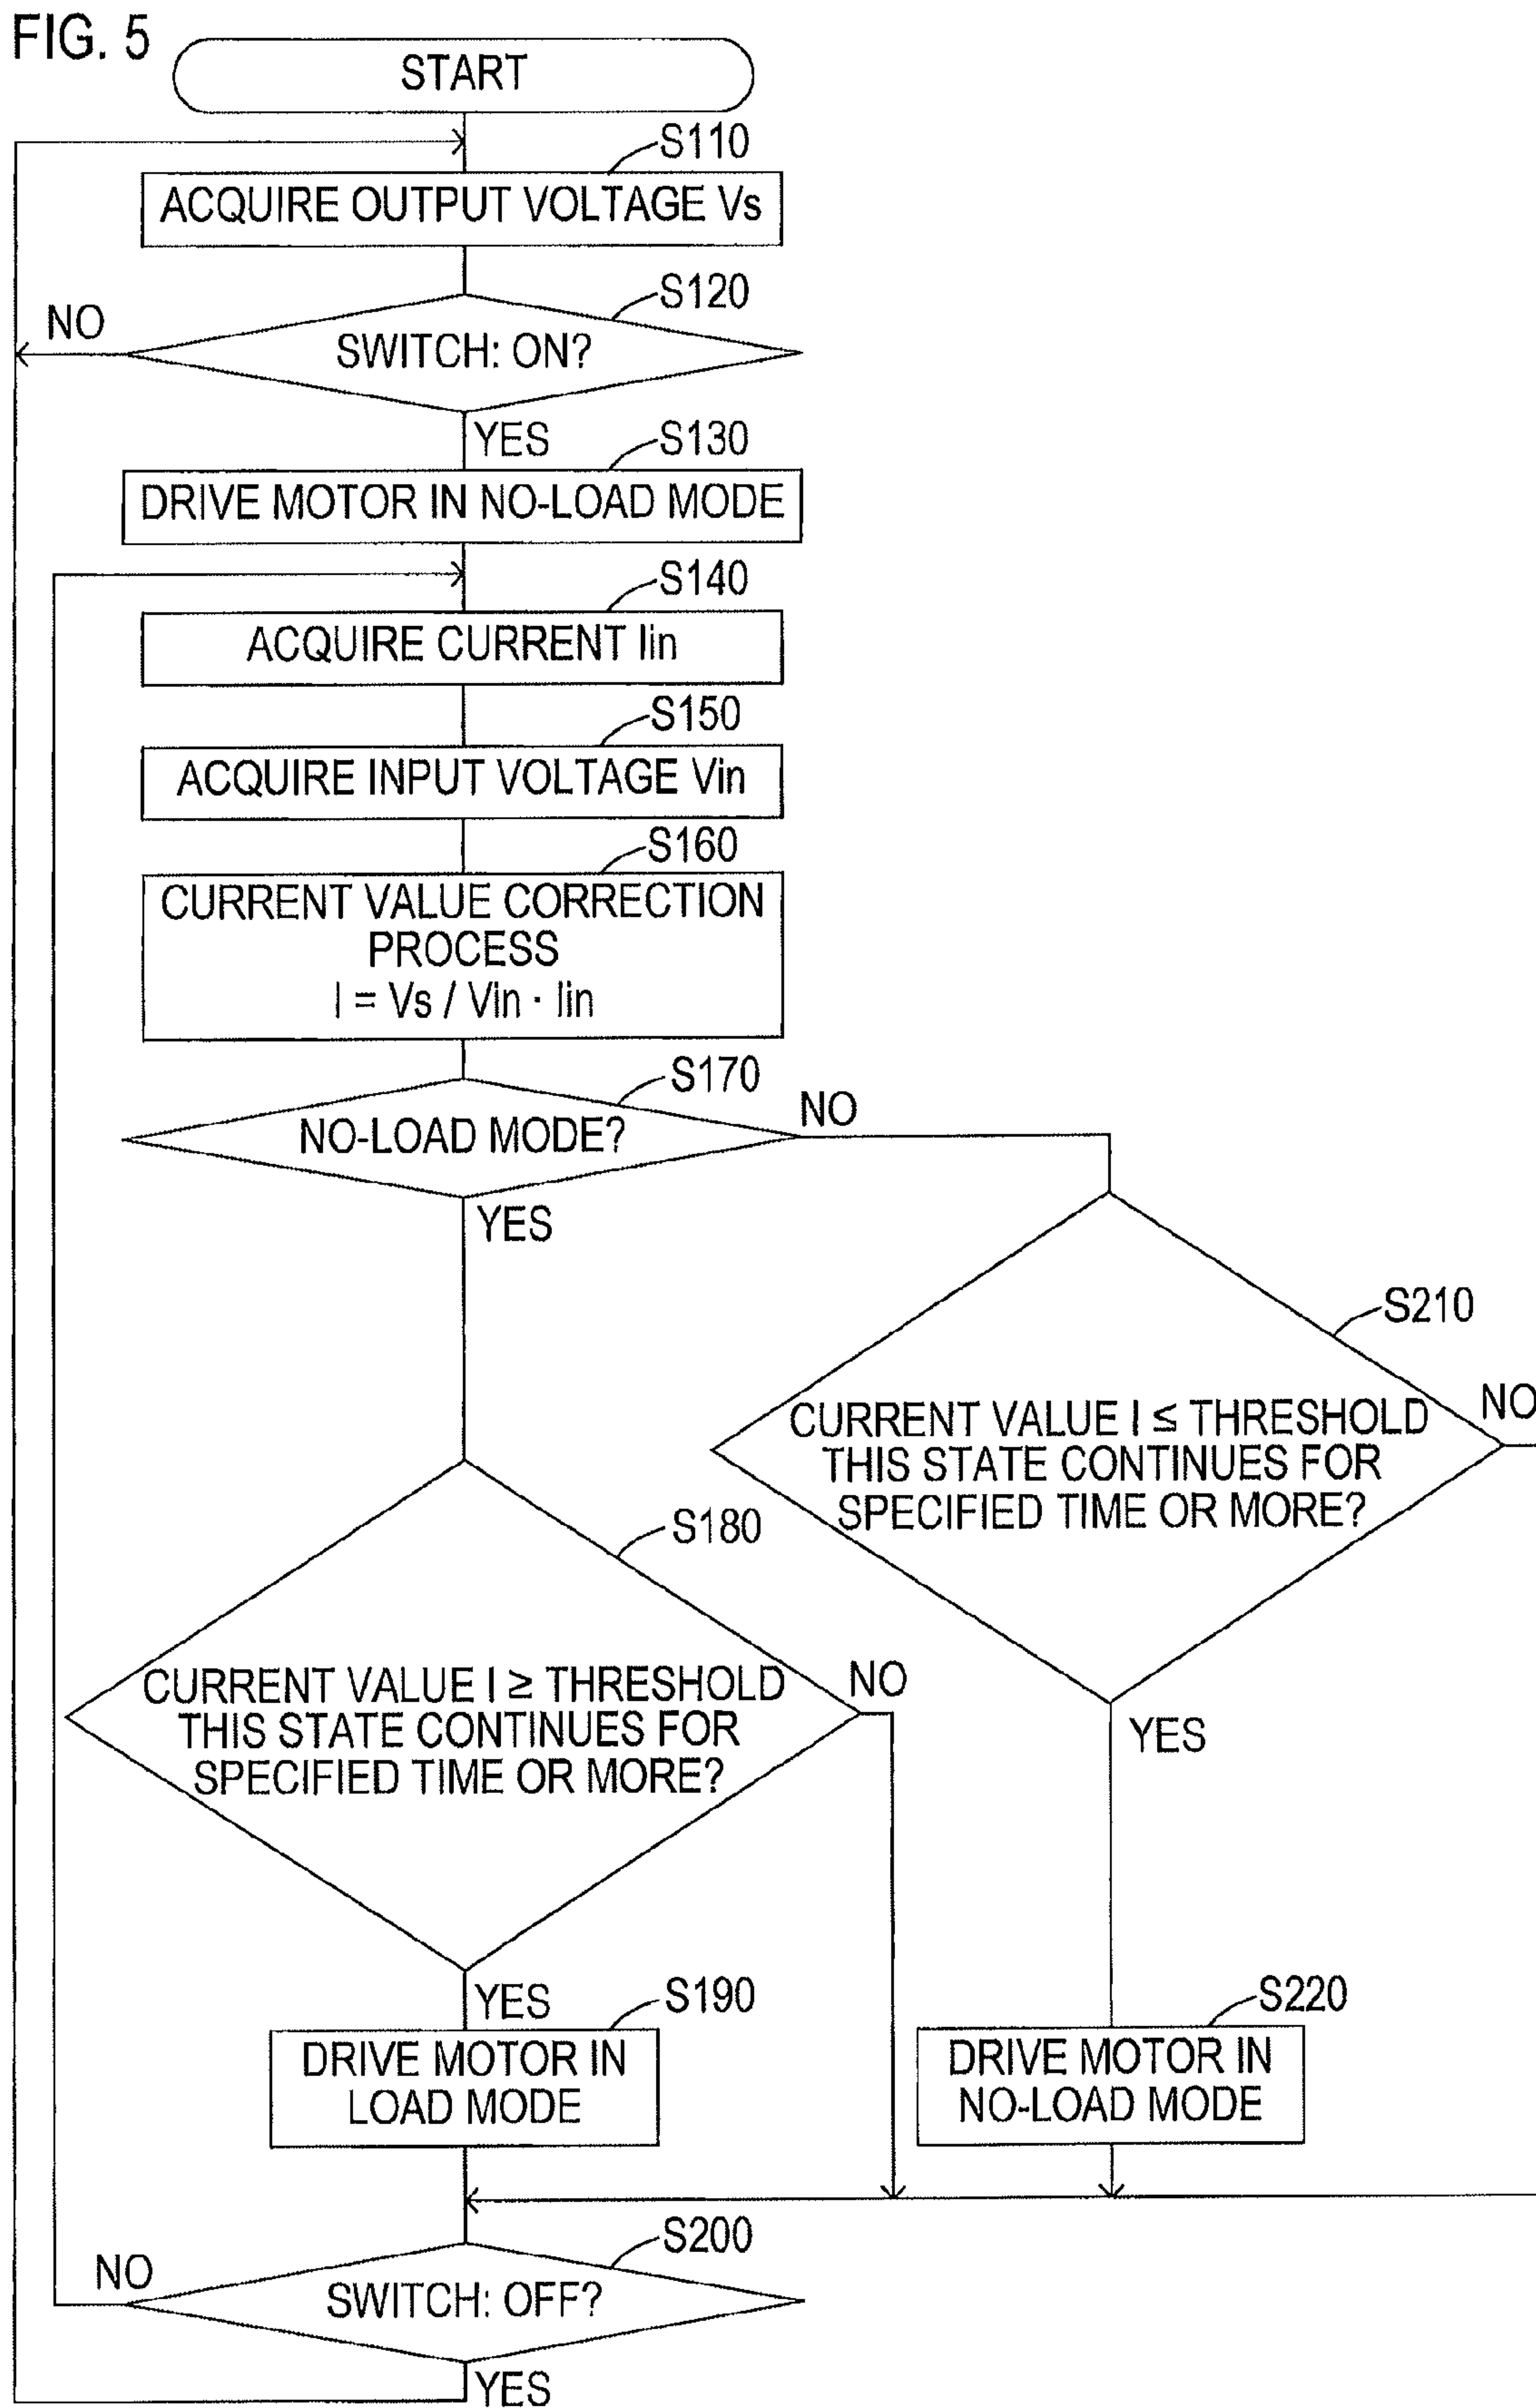 FIG. 5
START
S110
ACQUIRE OUTPUT VOLTAGE Vs
S120
NO
SWITCH: ON?
YES
S130
DRIVE MOTOR IN NO-LOAD MODE
S140
ACQUIRE CURRENT Iin
S150
ACQUIRE INPUT VOLTAGE Vin
S160
CURRENT VALUE CORRECTION
PROCESS
I = Vs / Vin · Iin
S170
NO
NO-LOAD MODE?
YES
S210
NO
CURRENT VALUE I ≤ THRESHOLD
THIS STATE CONTINUES FOR
SPECIFIED TIME OR MORE?
YES
S180
NO
CURRENT VALUE I ≥ THRESHOLD
THIS STATE CONTINUES FOR
SPECIFIED TIME OR MORE?
YES
S190
DRIVE MOTOR IN
LOAD MODE
S220
DRIVE MOTOR IN
NO-LOAD MODE
S200
NO
SWITCH: OFF?
YES